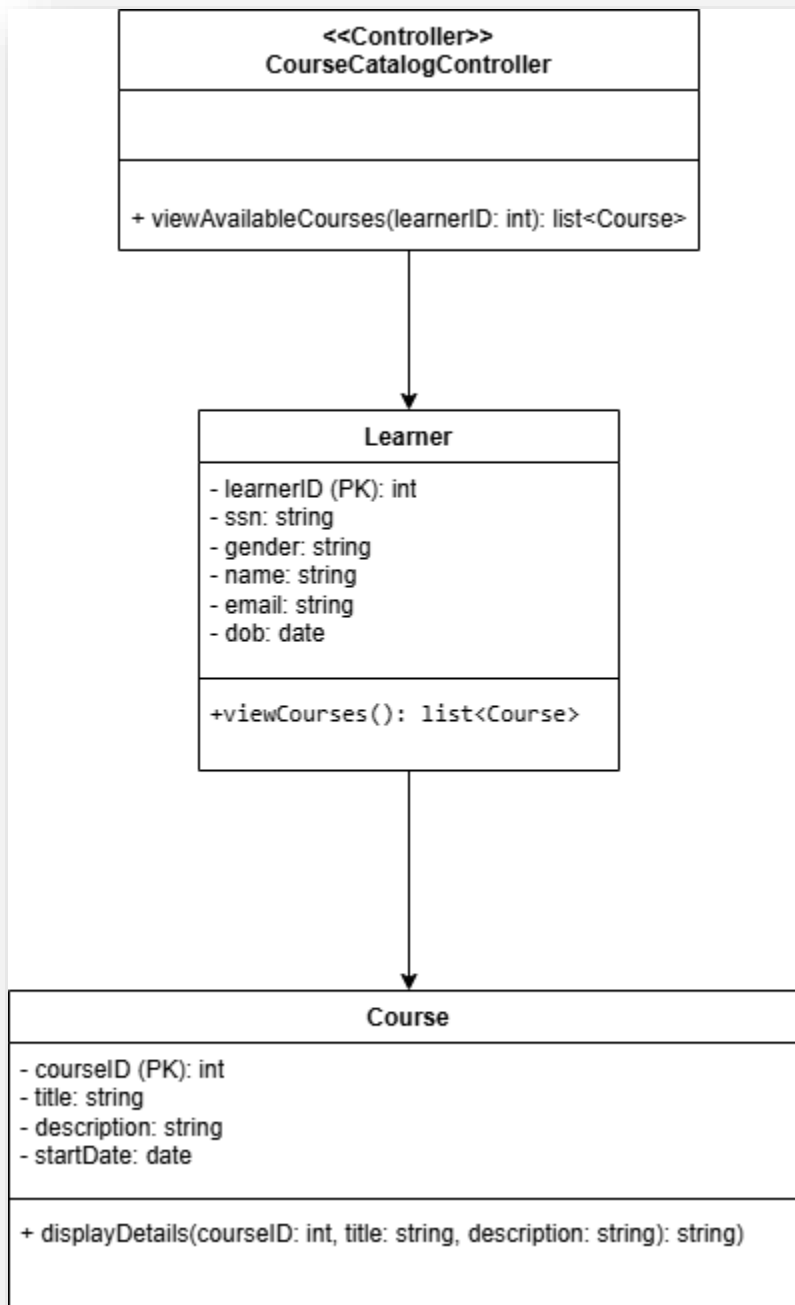 <<Controller>>
CourseCatalogController
+ viewAvailableCourses(learnerID: int): list<Course>
Learner
- learnerID (PK): int
- ssn: string
- gender: string
- name: string
- email: string
- dob: date
+viewCourses(): list<Course>
Course
- courseID (PK): int
- title: string
- description: string
- startDate: date
+ displayDetails(courseID: int, title: string, description: string): string)